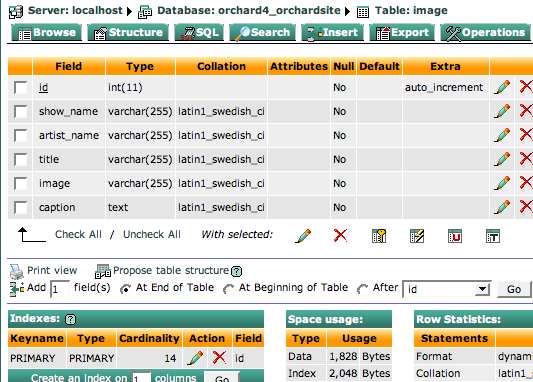 Server: localhost Database: orchard4_orchardsite Table: image
Browse Structure SQL Search Insert Export Operations
Field Type Collation Attributes Null Default Extra
id int(11) No auto_increment
show_name varchar(255) latin1_swedish_ci No
artist_name varchar(255) latin1_swedish_ci No
title varchar(255) latin1_swedish_ci No
image varchar(255) latin1_swedish_ci No
caption text latin1_swedish_ci No
Check All / Uncheck All With selected:
Print view Propose table structure
Add 1 field(s) At End of Table At Beginning of Table After id Go
Indexes: Space usage: Row Statistics:
Keyname Type Cardinality Action Field Type Usage Statements
PRIMARY PRIMARY 14 id Data 1,828 Bytes Format dynam
Create an index on 1 columns Go Index 2,048 Bytes Collation latin1_